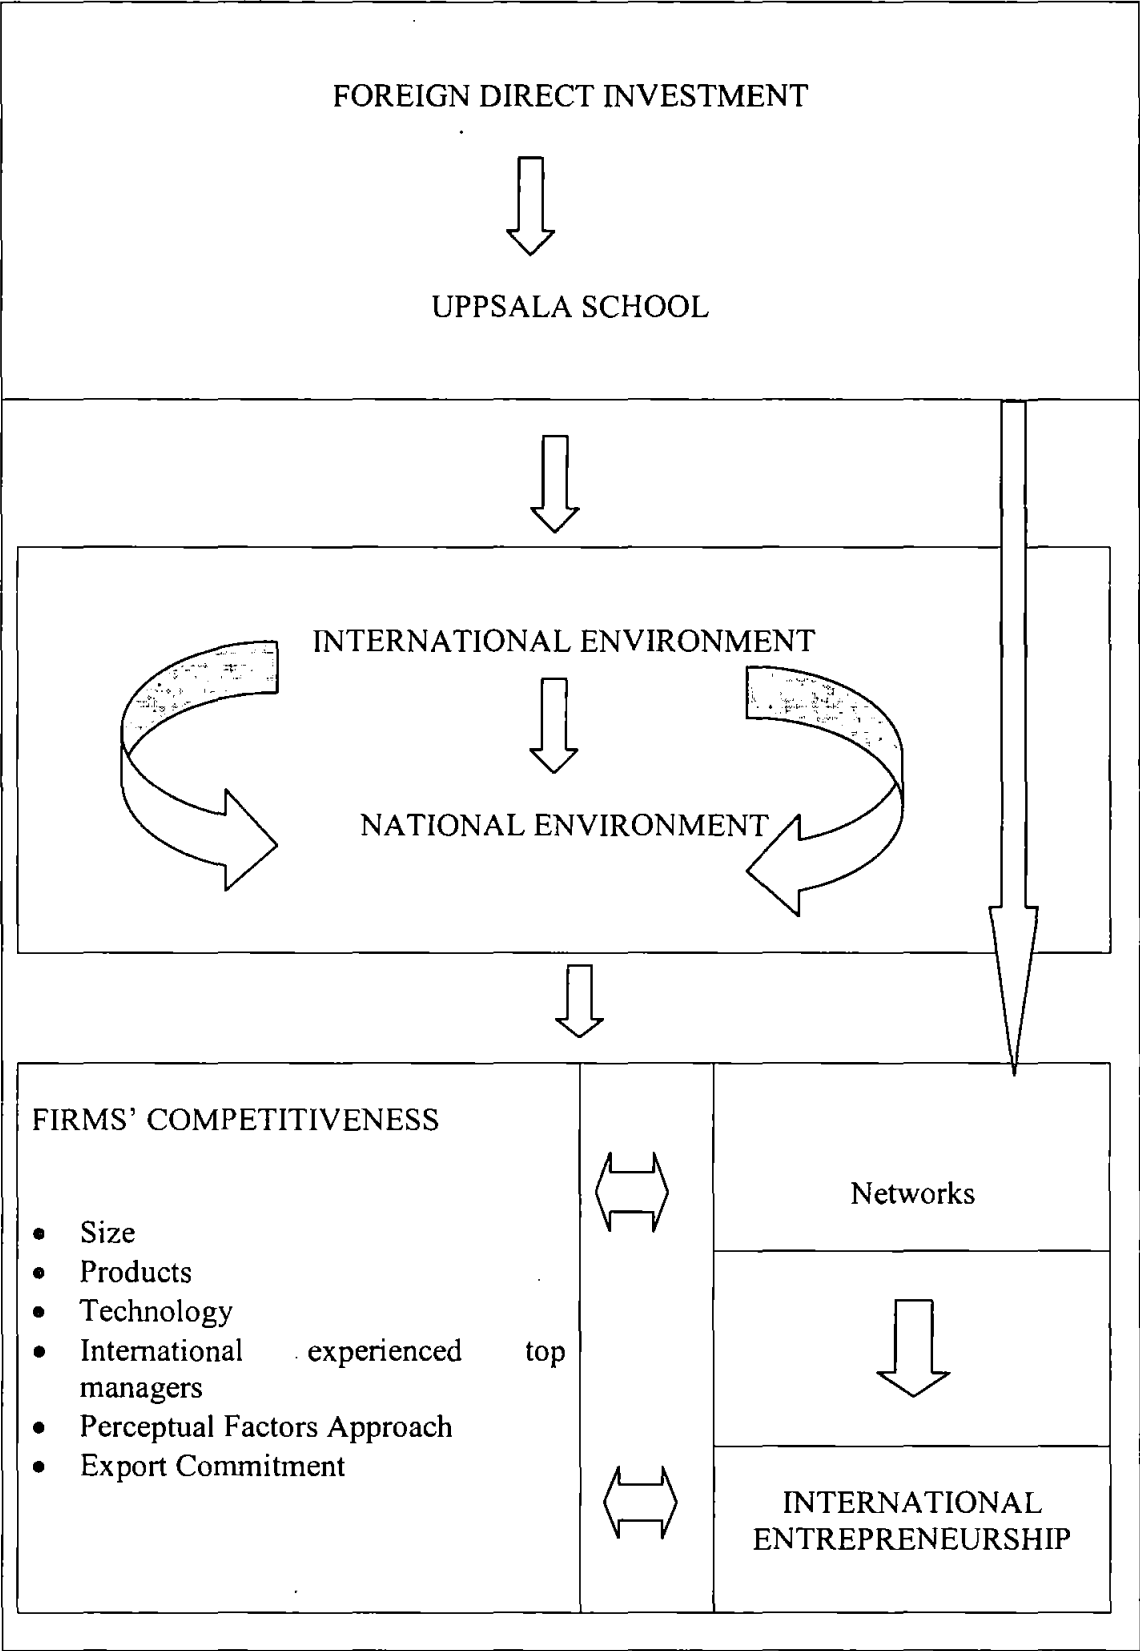 FOREIGN DIRECT INVESTMENT
UPPSALA SCHOOL
INTERNATIONAL ENVIRONMENT
NATIONAL ENVIRONMENT
FIRMS' COMPETITIVENESS
• Size
• Products
• Technology
• International experienced top
managers
• Perceptual Factors Approach
• Export Commitment
Networks
INTERNATIONAL
ENTREPRENEURSHIP